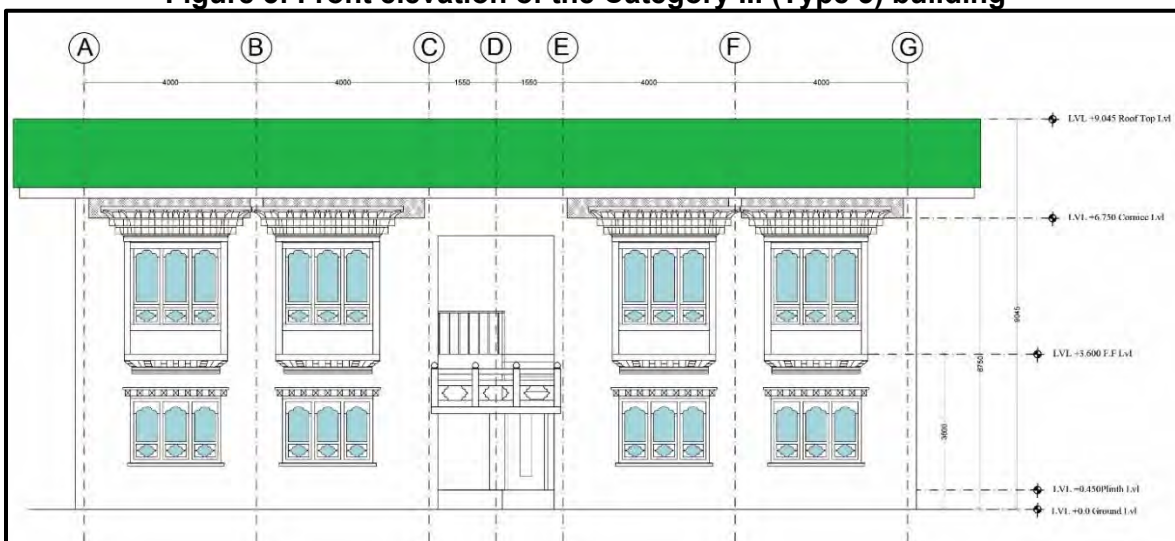 Figure 3. Front elevation of the Category III (Type 3) building
A B C D E F G
4000 4000 1550 1550 4000 4000
LVL +9.045 Roof Top Lvl
LVL +6.750 Cornice Lvl
9045
6750
LVL +3.600 F.F Lvl
3600
LVL +0.450Plinth Lvl
LVL +0.0 Ground Lvl